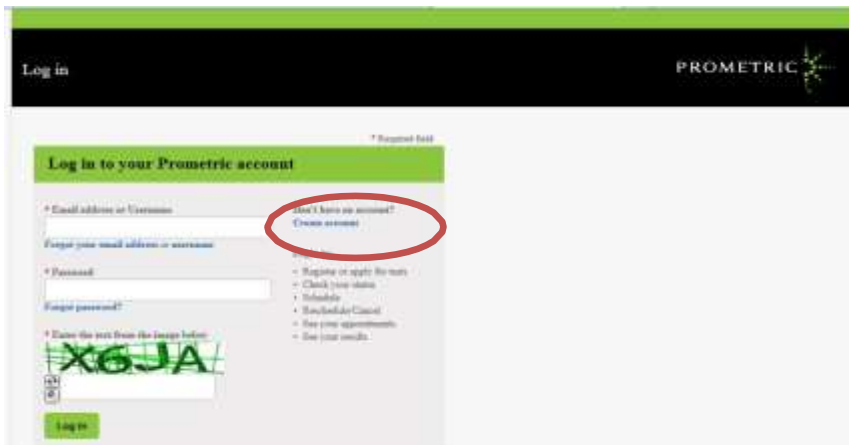 Log in
PROMETRIC
* Required field
Log in to your Prometric account
* Email address or Username
Forgot your email address or username
* Password
Forgot password?
* Enter the text from the image below
X6JA
Log in
Don't have an account?
Create account
• Register or apply for tests
• Check your status
• Schedule
• Reschedule/Cancel
• See your appointments
• See your results